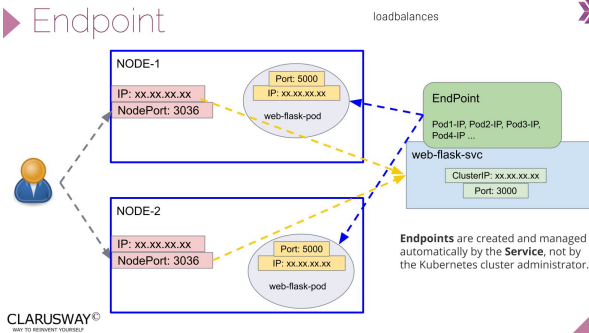 Endpoint
loadbalances
NODE-1
IP: xx.xx.xx.xx
NodePort: 3036
Port: 5000
IP: xx.xx.xx.xx
web-flask-pod
EndPoint
Pod1-IP, Pod2-IP, Pod3-IP,
Pod4-IP ...
web-flask-svc
ClusterIP: xx.xx.xx.xx
Port: 3000
NODE-2
IP: xx.xx.xx.xx
NodePort: 3036
Port: 5000
IP: xx.xx.xx.xx
web-flask-pod
Endpoints are created and managed
automatically by the Service, not by
the Kubernetes cluster administrator.
CLARUSWAY©
WAY TO REINVENT YOURSELF